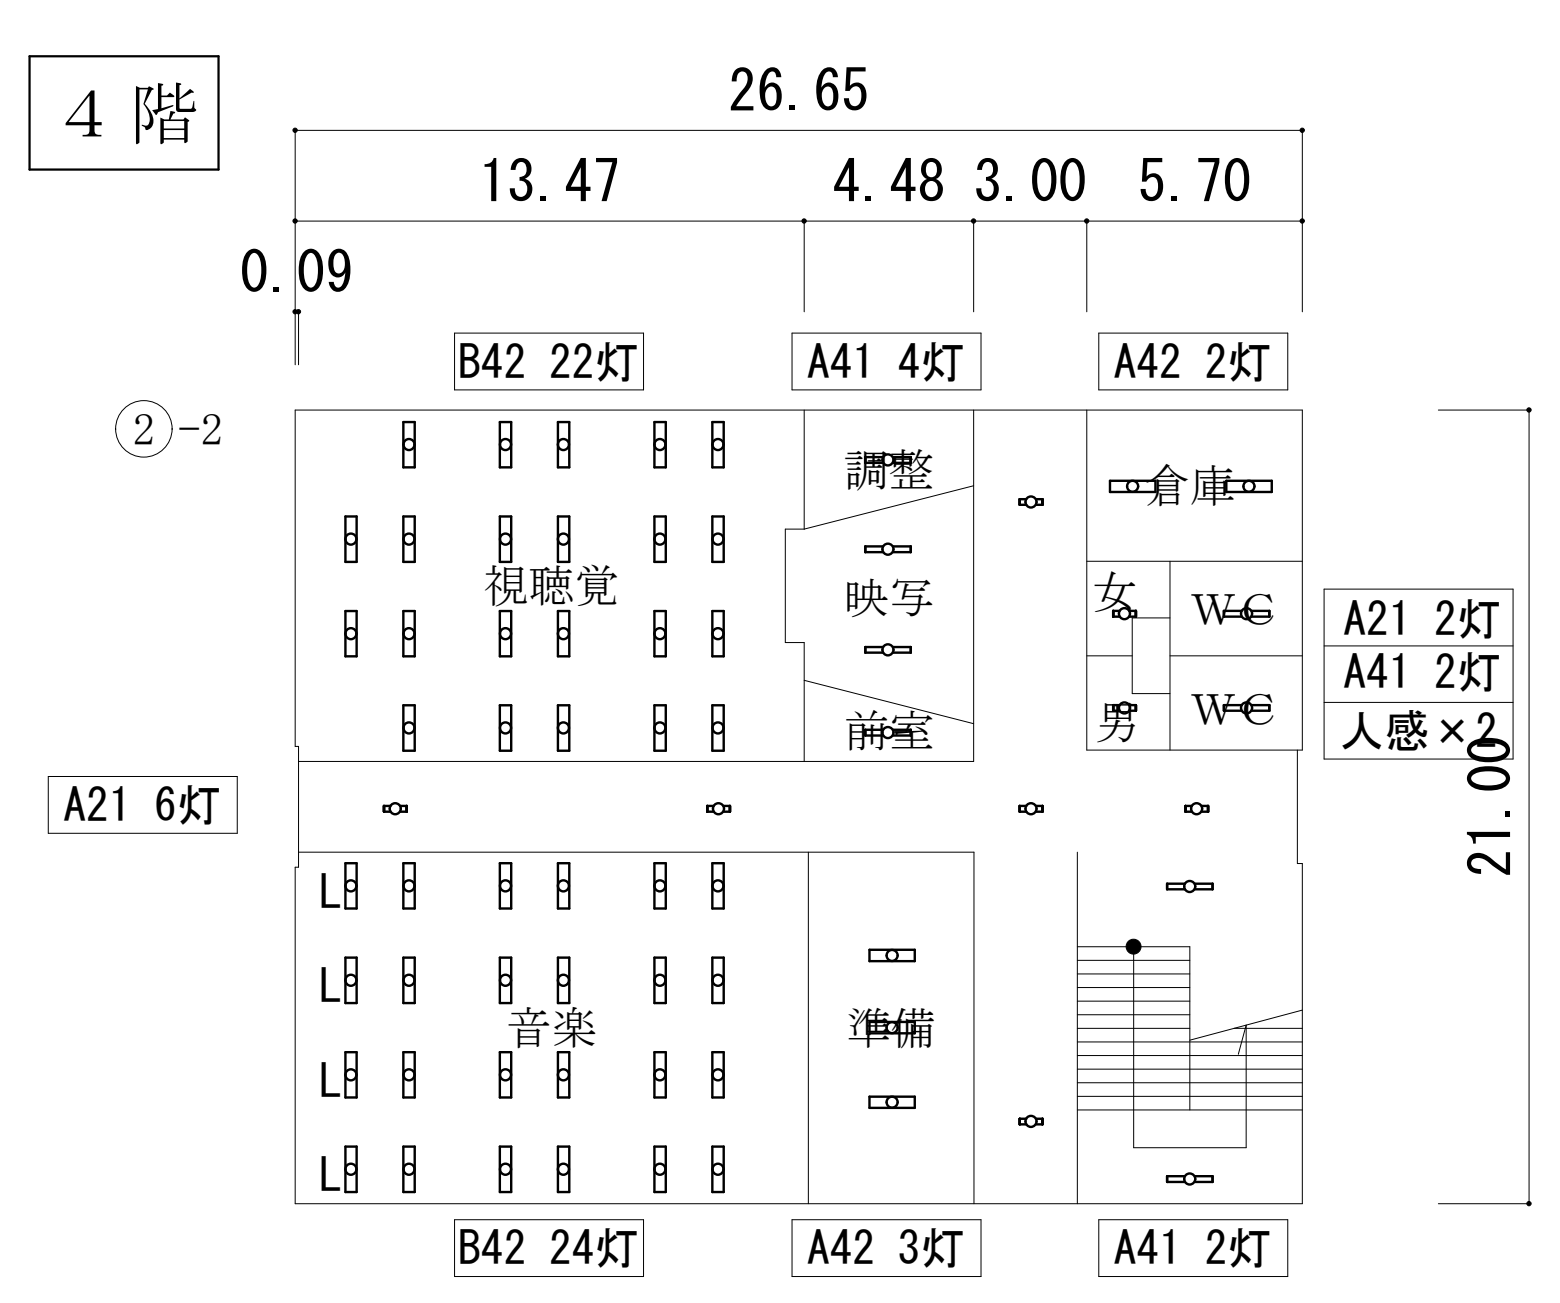 4 階
26.65
13.47 4.48 3.00 5.70
0.09
B42 22灯 A41 4灯 A42 2灯
②-2
調整
倉庫
視聴覚
映写
女
WC
A21 2灯
A41 2灯
人感×2
前室
男
WC
21.00
A21 6灯
L
L
音楽
準備
L
L
B42 24灯 A42 3灯 A41 2灯